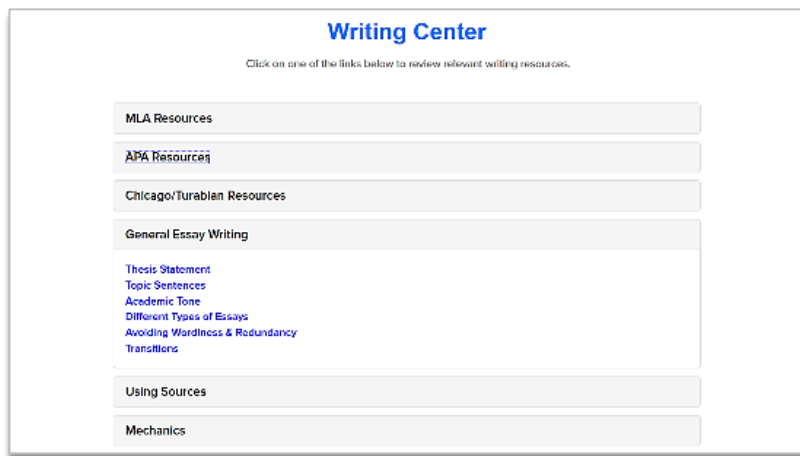 Writing Center
Click on one of the links below to review relevant writing resources.
MLA Resources
APA Resources
Chicago/Turabian Resources
General Essay Writing
Thesis Statement
Topic Sentences
Academic Tone
Different Types of Essays
Avoiding Wordiness & Redundancy
Transitions
Using Sources
Mechanics